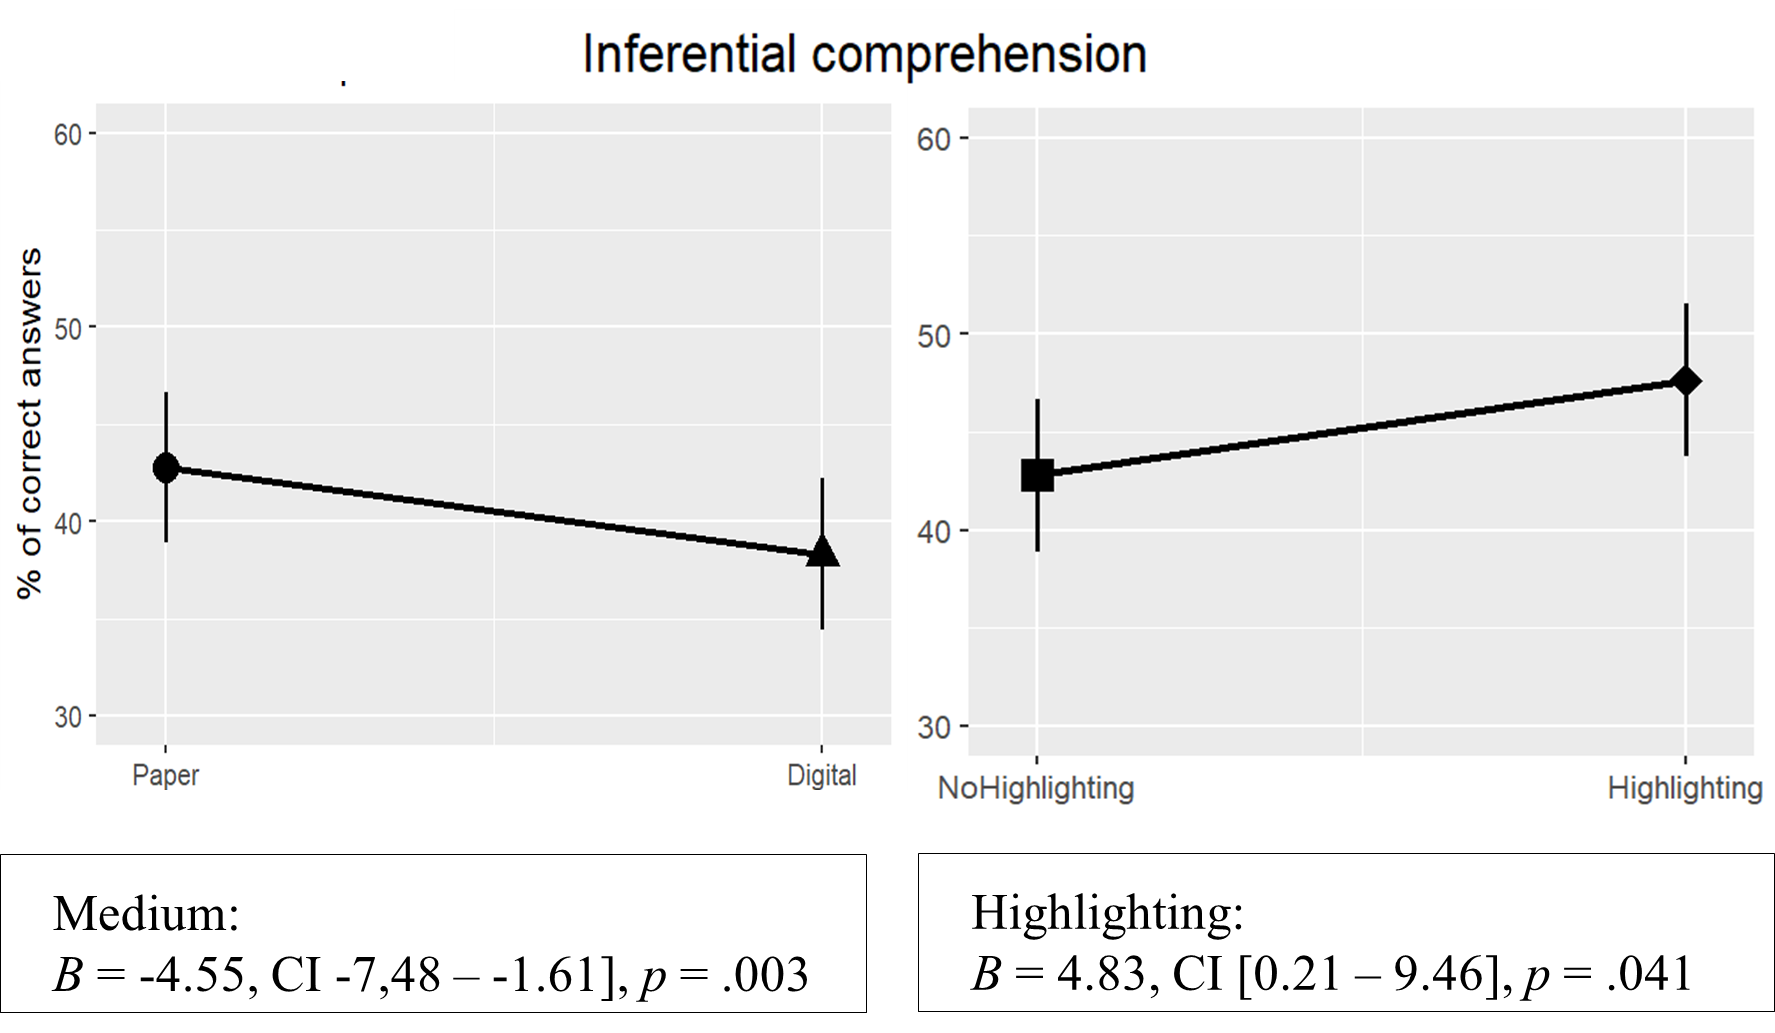 Inferential comprehension
% of correct answers
60
50
40
30
Paper
Digital
60
50
40
30
NoHighlighting
Highlighting
Medium:
B = -4.55, CI -7,48 – -1.61], p = .003
Highlighting:
B = 4.83, CI [0.21 – 9.46], p = .041